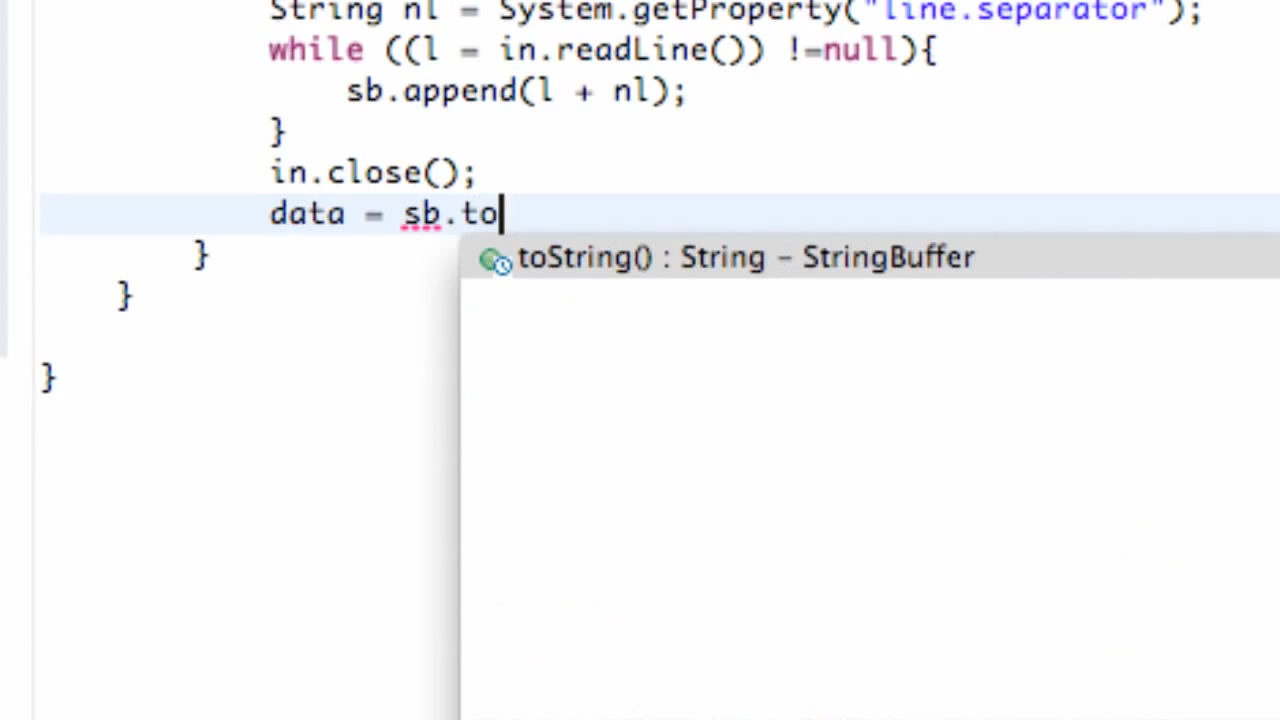 String nl = System.getProperty("line.separator");
while ((l = in.readLine()) !=null){
sb.append(l + nl);
}
in.close();
data = sb.to
}
toString() : String - StringBuffer
}
}